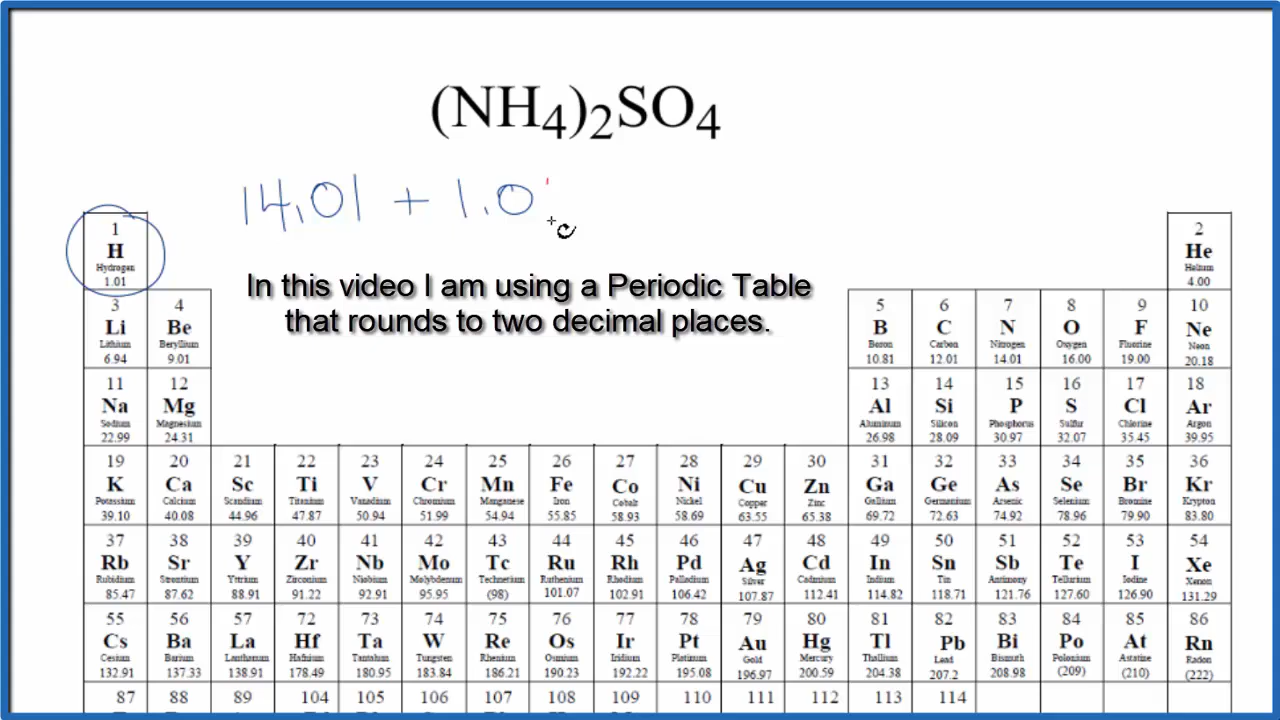 (NH4)2SO4
14.01 + 1.0
In this video I am using a Periodic Table
that rounds to two decimal places.
1 2
H He
Hydrogen Helium
1.01 4.00
3 4 5 6 7 8 9 10
Li Be B C N O F Ne
Lithium Beryllium Boron Carbon Nitrogen Oxygen Fluorine Neon
6.94 9.01 10.81 12.01 14.01 16.00 19.00 20.18
11 12 13 14 15 16 17 18
Na Mg Al Si P S Cl Ar
Sodium Magnesium Aluminum Silicon Phosphorus Sulfur Chlorine Argon
22.99 24.31 26.98 28.09 30.97 32.07 35.45 39.95
19 20 21 22 23 24 25 26 27 28 29 30 31 32 33 34 35 36
K Ca Sc Ti V Cr Mn Fe Co Ni Cu Zn Ga Ge As Se Br Kr
Potassium Calcium Scandium Titanium Vanadium Chromium Manganese Iron Cobalt Nickel Copper Zinc Gallium Germanium Arsenic Selenium Bromine Krypton
39.10 40.08 44.96 47.87 50.94 51.99 54.94 55.85 58.93 58.69 63.55 65.38 69.72 72.63 74.92 78.96 79.90 83.80
37 38 39 40 41 42 43 44 45 46 47 48 49 50 51 52 53 54
Rb Sr Y Zr Nb Mo Tc Ru Rh Pd Ag Cd In Sn Sb Te I Xe
Rubidium Strontium Yttrium Zirconium Niobium Molybdenum Technetium Ruthenium Rhodium Palladium Silver Cadmium Indium Tin Antimony Tellurium Iodine Xenon
85.47 87.62 88.91 91.22 92.91 95.95 (98) 101.07 102.91 106.42 107.87 112.41 114.82 118.71 121.76 127.60 126.90 131.29
55 56 57 72 73 74 75 76 77 78 79 80 81 82 83 84 85 86
Cs Ba La Hf Ta W Re Os Ir Pt Au Hg Tl Pb Bi Po At Rn
Cesium Barium Lanthanum Hafnium Tantalum Tungsten Rhenium Osmium Iridium Platinum Gold Mercury Thallium Lead Bismuth Polonium Astatine Radon
132.91 137.33 138.91 178.49 180.95 183.84 186.21 190.23 192.22 195.08 196.97 200.59 204.38 207.2 208.98 (209) (210) (222)
87 88 89 104 105 106 107 108 109 110 111 112 113 114